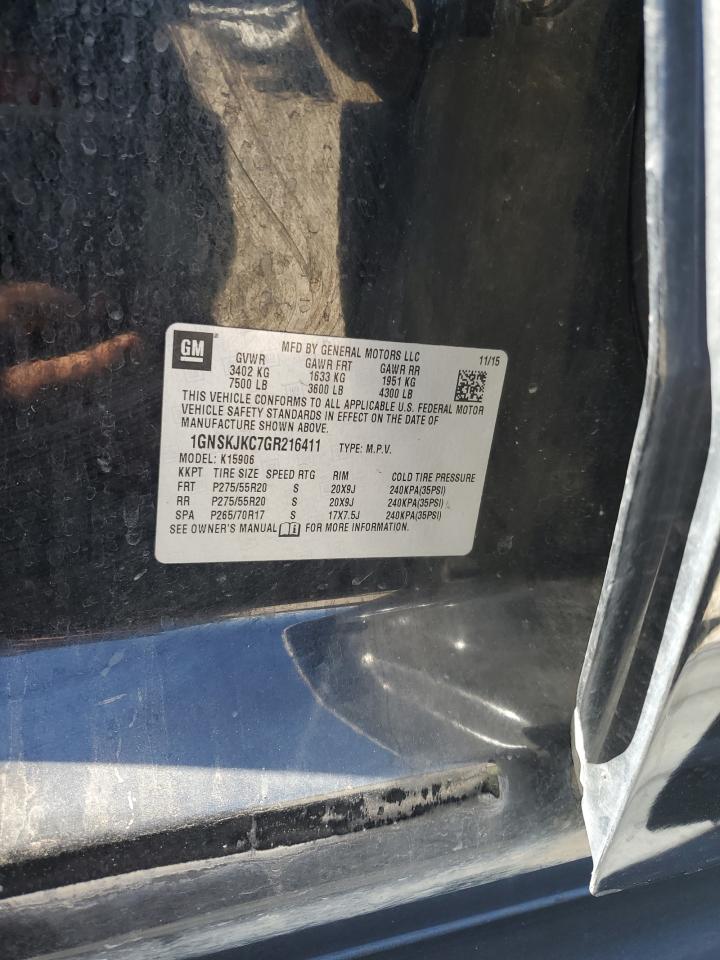 GM
MFD BY GENERAL MOTORS LLC 11/15
GVWR GAWR FRT GAWR RR
3402 KG 1633 KG 1951 KG
7500 LB 3600 LB 4300 LB
THIS VEHICLE CONFORMS TO ALL APPLICABLE U.S. FEDERAL MOTOR
VEHICLE SAFETY STANDARDS IN EFFECT ON THE DATE OF
MANUFACTURE SHOWN ABOVE.
1GNSKJKC7GR216411 TYPE: M.P.V.
MODEL: K15906
KKPT TIRE SIZE SPEED RTG RIM COLD TIRE PRESSURE
FRT P275/55R20 S 20X9J 240KPA(35PSI)
RR P275/55R20 S 20X9J 240KPA(35PSI)
SPA P265/70R17 S 17X7.5J 240KPA(35PSI)
SEE OWNER'S MANUAL FOR MORE INFORMATION.